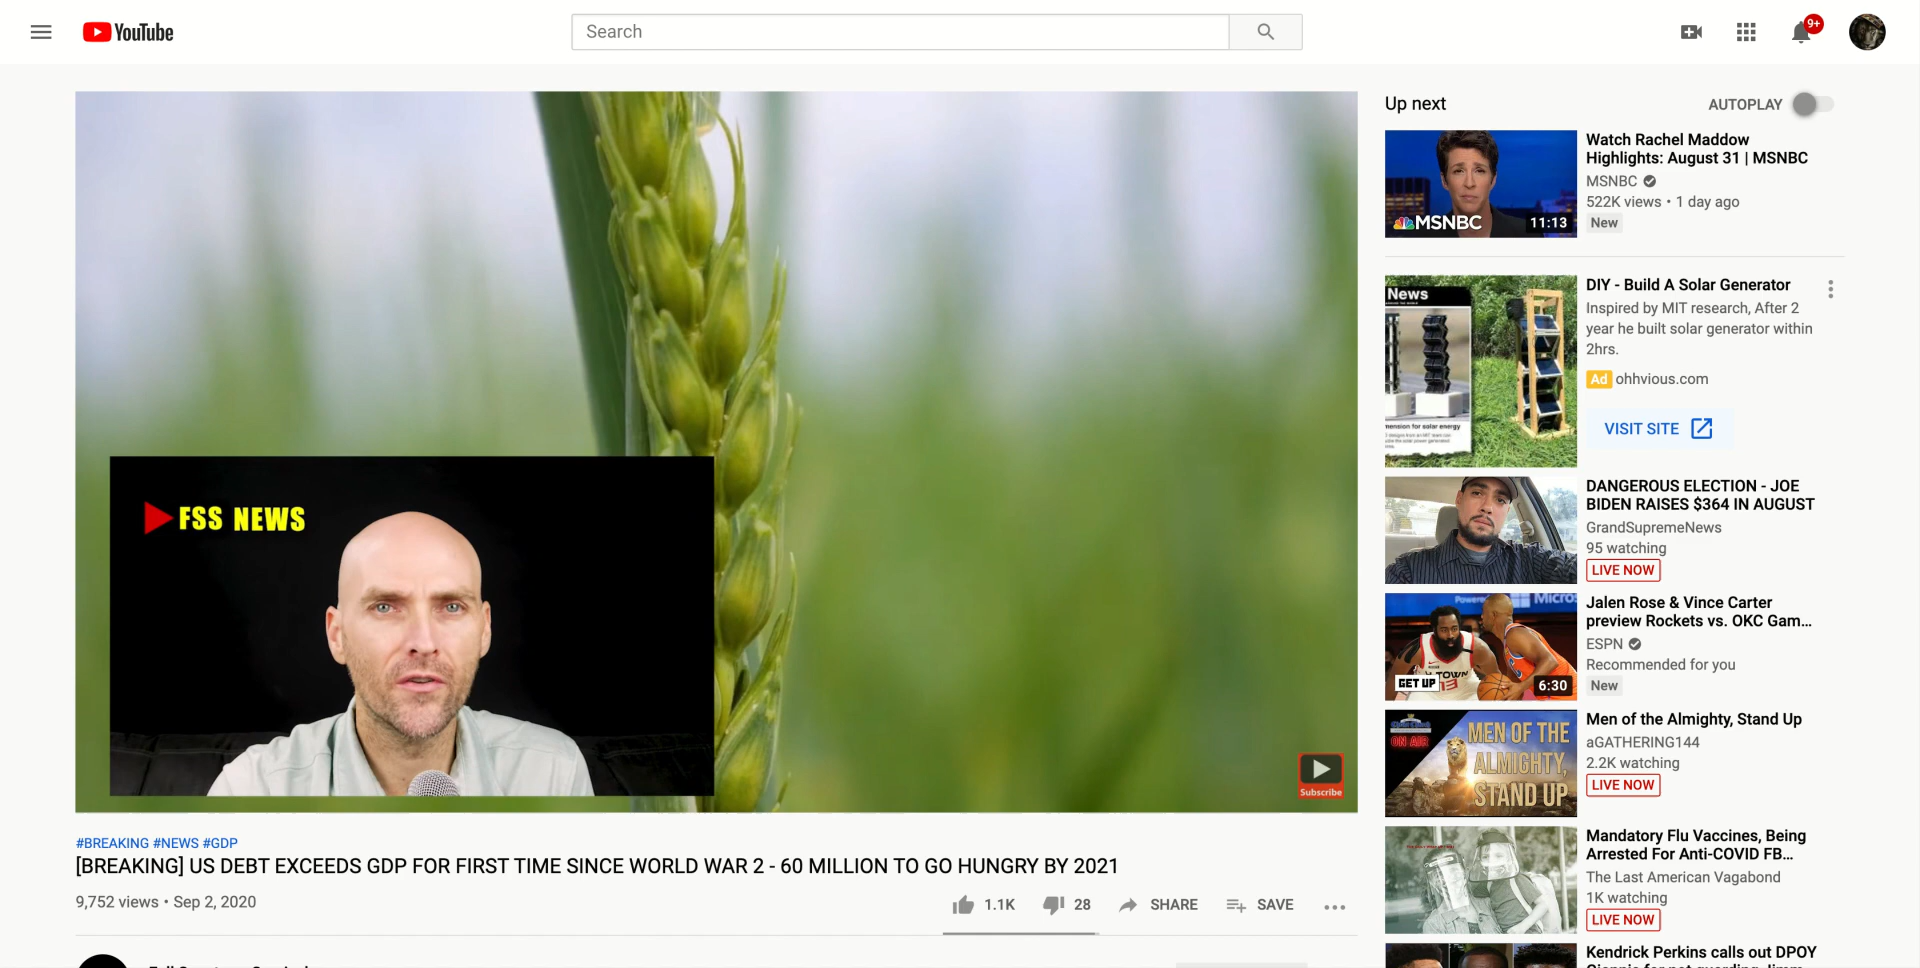 YouTube
Search
9+
FSS NEWS
Subscribe
#BREAKING #NEWS #GDP
[BREAKING] US DEBT EXCEEDS GDP FOR FIRST TIME SINCE WORLD WAR 2 - 60 MILLION TO GO HUNGRY BY 2021
9,752 views • Sep 2, 2020
1.1K
28
SHARE
SAVE
Up next
AUTOPLAY
MSNBC
11:13
Watch Rachel Maddow
Highlights: August 31 | MSNBC
MSNBC
522K views • 1 day ago
New
News
mension for solar energy
DIY - Build A Solar Generator
Inspired by MIT research, After 2
year he built solar generator within
2hrs.
Ad ohhvious.com
VISIT SITE
DANGEROUS ELECTION - JOE
BIDEN RAISES $364 IN AUGUST
GrandSupremeNews
95 watching
LIVE NOW
GET UP
6:30
Jalen Rose & Vince Carter
preview Rockets vs. OKC Gam...
ESPN
Recommended for you
New
ON AIR
MEN OF THE
ALMIGHTY,
STAND UP
Men of the Almighty, Stand Up
aGATHERING144
2.2K watching
LIVE NOW
Mandatory Flu Vaccines, Being
Arrested For Anti-COVID FB...
The Last American Vagabond
1K watching
LIVE NOW
Kendrick Perkins calls out DPOY